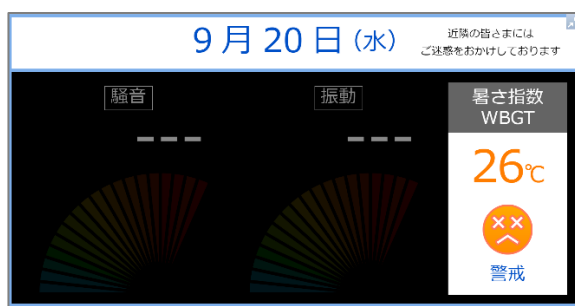 9月20日(水)
近隣の皆さまには
ご迷惑をおかけしております
騒音
振動
---
---
暑さ指数
WBGT
26℃
警戒